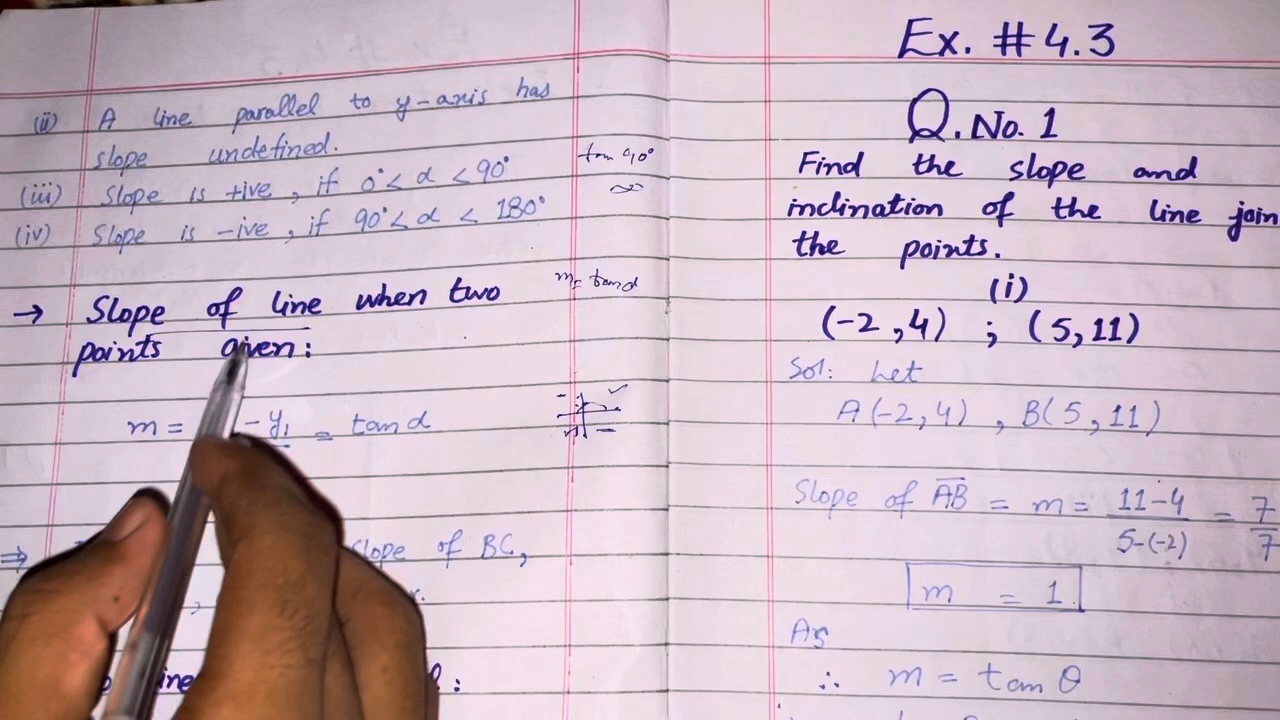 (ii) A line parallel to y-axis has
slope undefined.
tan 90°
∞
(iii) Slope is +ive, if 0° < α < 90°
(iv) Slope is -ive, if 90° < α < 180°
m = tan α
→ Slope of line when two
points given:
m = - y₁ = tan α
⇒ slope of BC,
Ex. # 4.3
Q. No. 1
Find the slope and
inclination of the line join
the points.
(i)
(-2, 4) ; (5, 11)
Sol: Let
A(-2, 4) , B(5, 11)
Slope of AB = m = 11-4 / 5-(-2) = 7/7
m = 1
As
∴ m = tan θ